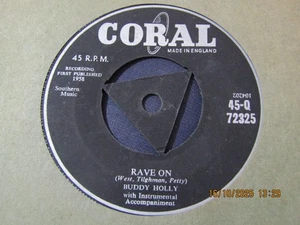 CORAL
MADE IN ENGLAND
45 R.P.M.
RECORDING
FIRST PUBLISHED
1958
Southern
Music
104202
45-Q
72325
RAVE ON
(West, Tilghman, Petty)
BUDDY HOLLY
with Instrumental
Accompaniment